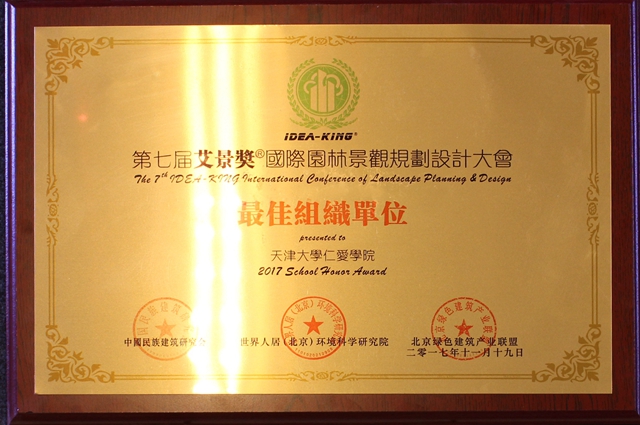 IDEA-KING®
第七届艾景獎®國際園林景觀規劃設計大會
The 7th IDEA-KING International Conference of Landscape Planning & Design
最佳組織單位
presented to
天津大學仁愛學院
2017 School Honor Award
中國民族建筑研究会 世界人居（北京）环境科学研究院 北京绿色建筑产业联盟
二零一七年十一月十九日